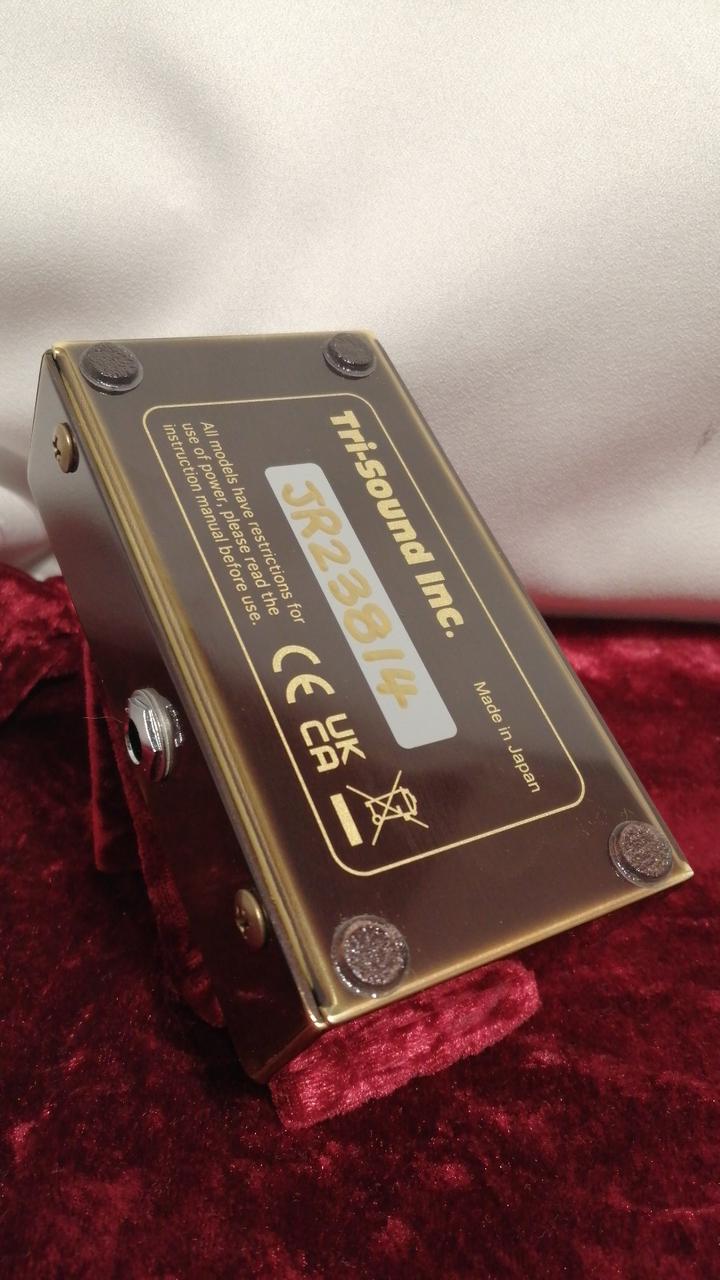 Tri-Sound Inc.
Made in Japan
JR23814
All models have restrictions for
use of power, please read the
instruction manual before use.
CE
UK
CA